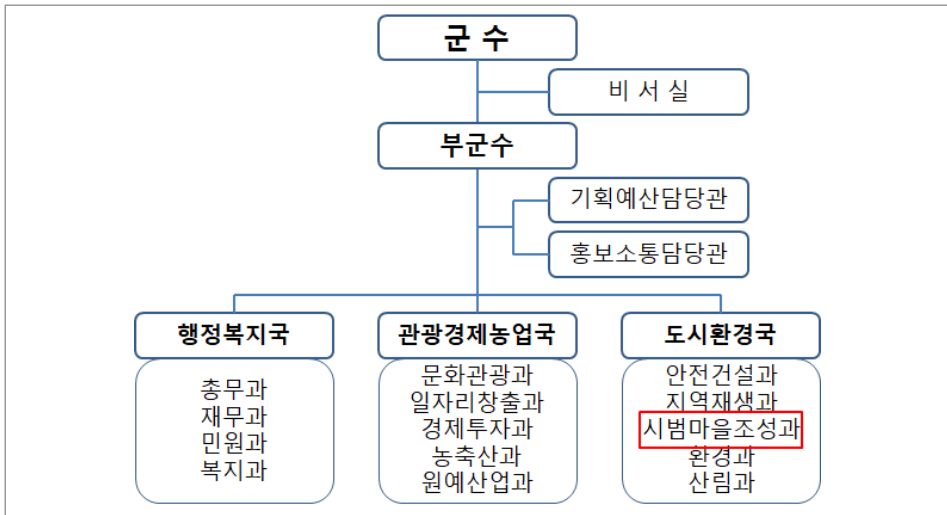 군 수
비 서 실
부군수
기획예산담당관
홍보소통담당관
행정복지국
총무과
재무과
민원과
복지과
관광경제농업국
문화관광과
일자리창출과
경제투자과
농축산과
원예산업과
도시환경국
안전건설과
지역재생과
시범마을조성과
환경과
산림과